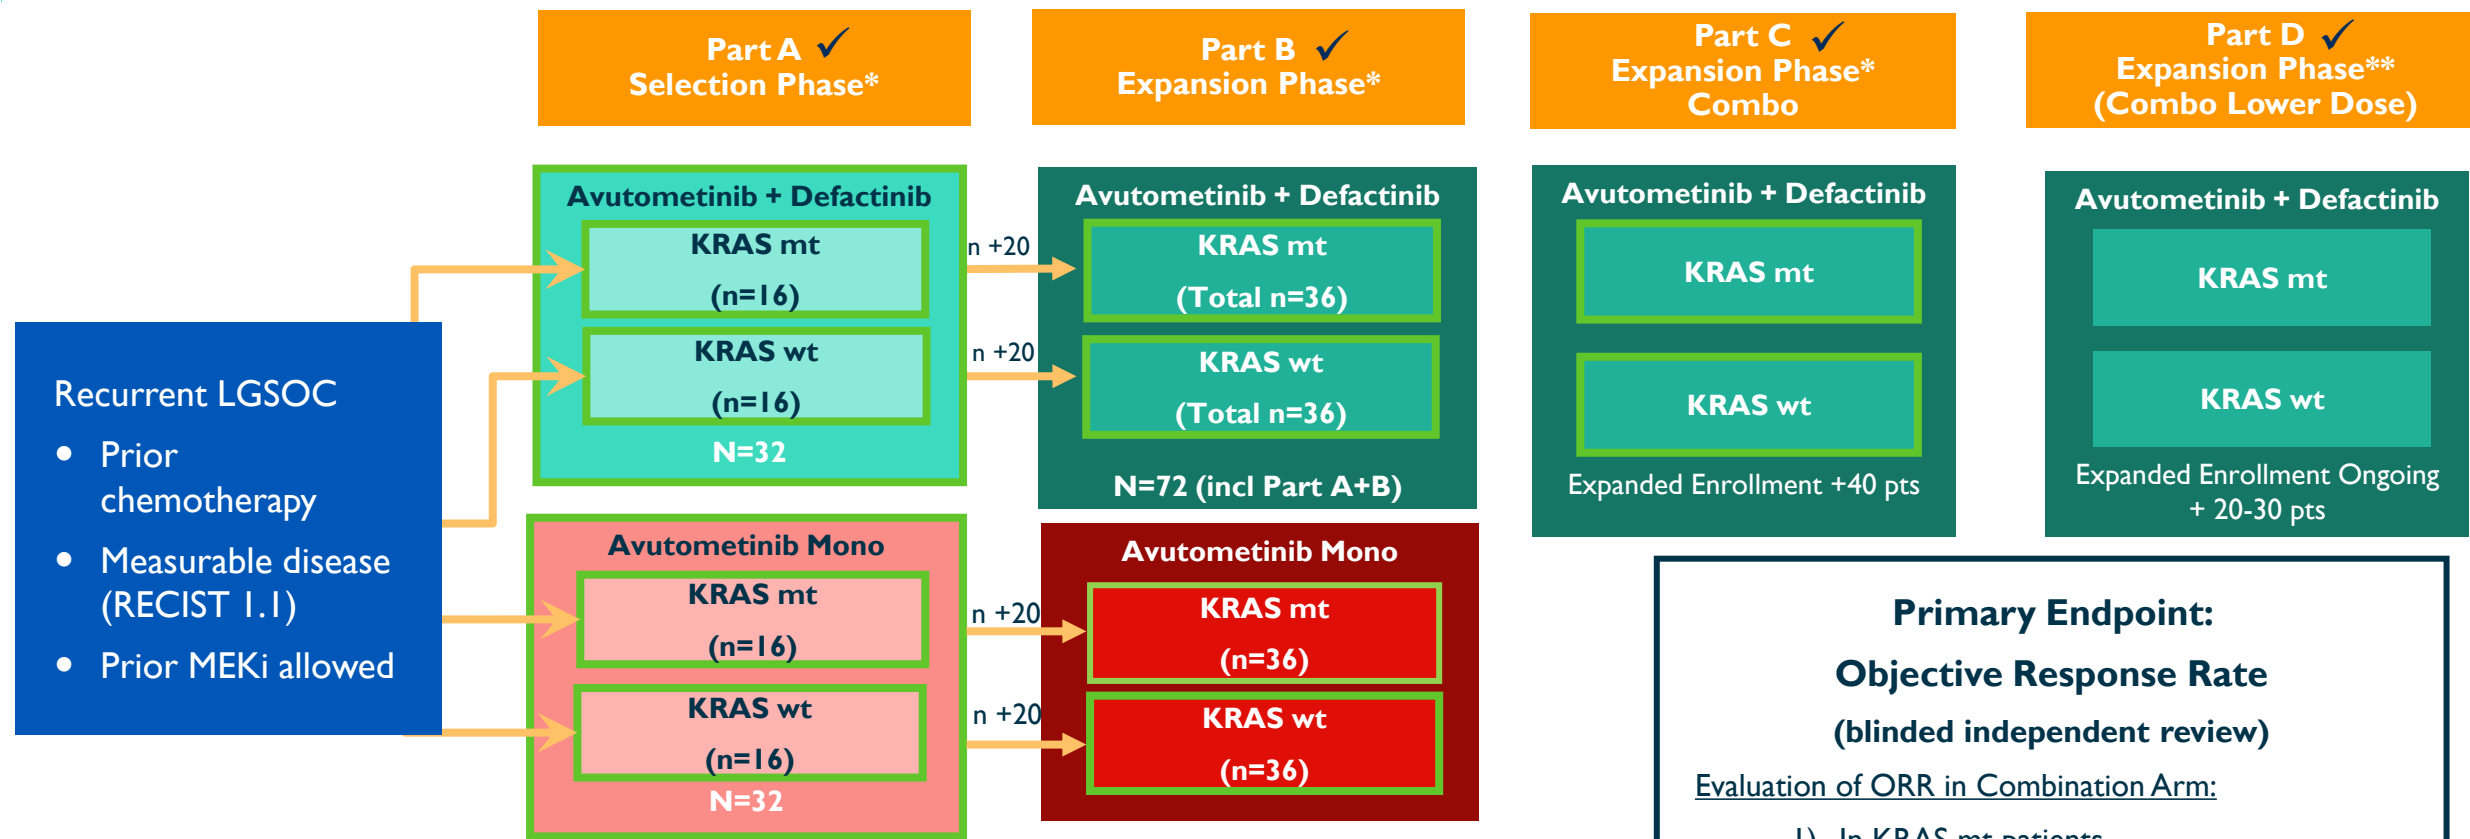 Part A ✓
Selection Phase*
Part B ✓
Expansion Phase*
Part C ✓
Expansion Phase*
Combo
Part D ✓
Expansion Phase**
(Combo Lower Dose)
Recurrent LGSOC
• Prior
chemotherapy
• Measurable disease
(RECIST 1.1)
• Prior MEKi allowed
Avutometinib + Defactinib
KRAS mt
(n=16)
KRAS wt
(n=16)
N=32
n +20
n +20
Avutometinib + Defactinib
KRAS mt
(Total n=36)
KRAS wt
(Total n=36)
N=72 (incl Part A+B)
Avutometinib + Defactinib
KRAS mt
KRAS wt
Expanded Enrollment +40 pts
Avutometinib + Defactinib
KRAS mt
KRAS wt
Expanded Enrollment Ongoing
+ 20-30 pts
Avutometinib Mono
KRAS mt
(n=16)
KRAS wt
(n=16)
N=32
n +20
n +20
Avutometinib Mono
KRAS mt
(n=36)
KRAS wt
(n=36)
Primary Endpoint:
Objective Response Rate
(blinded independent review)
Evaluation of ORR in Combination Arm:
1) In KRAS mt patients